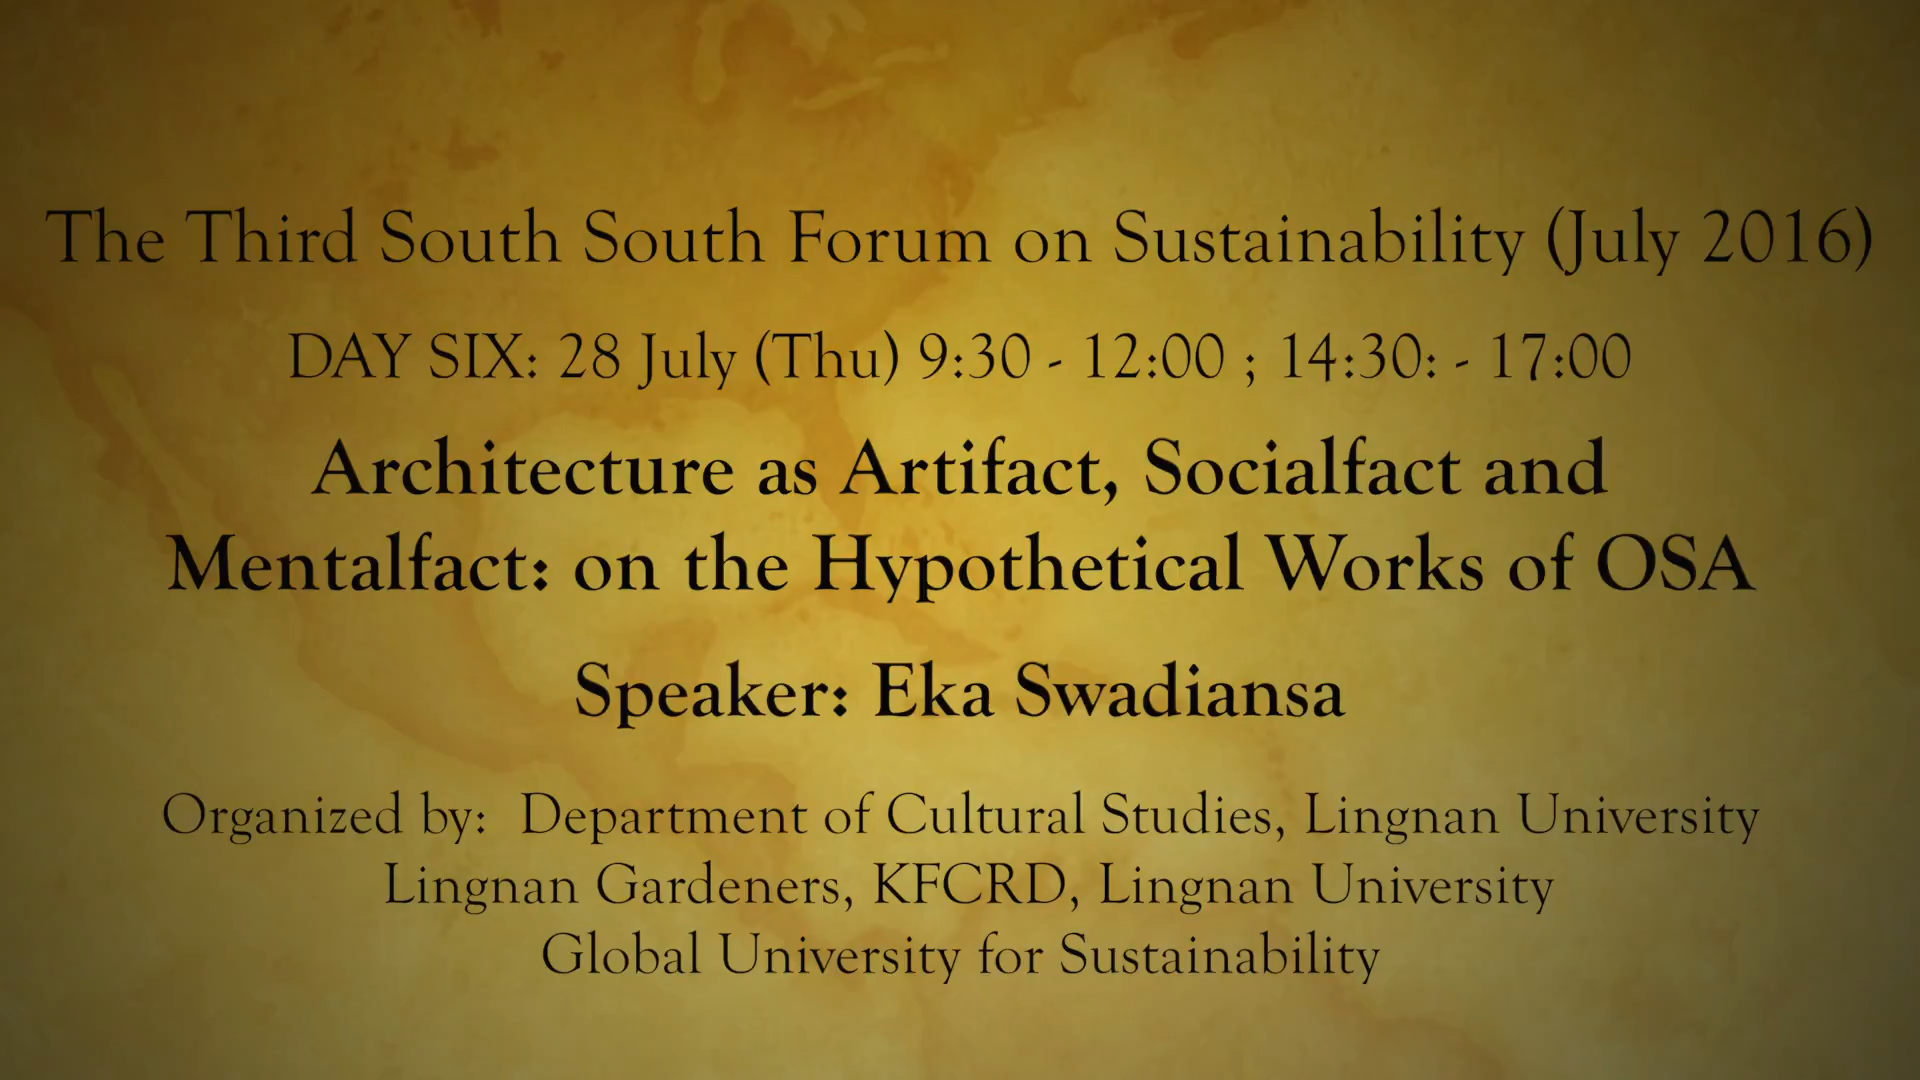 The Third South South Forum on Sustainability (July 2016)
DAY SIX: 28 July (Thu) 9:30 - 12:00 ; 14:30: - 17:00
Architecture as Artifact, Socialfact and
Mentalfact: on the Hypothetical Works of OSA
Speaker: Eka Swadiansa
Organized by: Department of Cultural Studies, Lingnan University
Lingnan Gardeners, KFCRD, Lingnan University
Global University for Sustainability